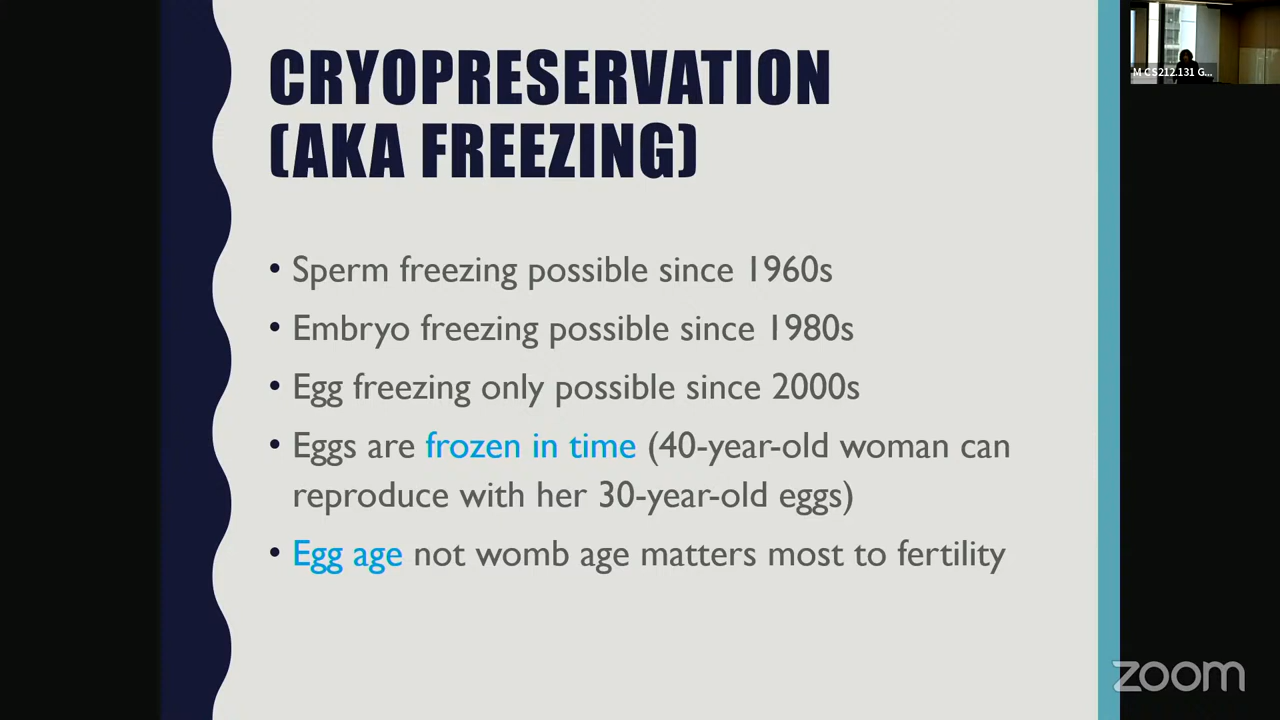 CRYOPRESERVATION
(AKA FREEZING)
• Sperm freezing possible since 1960s
• Embryo freezing possible since 1980s
• Egg freezing only possible since 2000s
• Eggs are frozen in time (40-year-old woman can
reproduce with her 30-year-old eggs)
• Egg age not womb age matters most to fertility
M CS212.131 G...
zoom